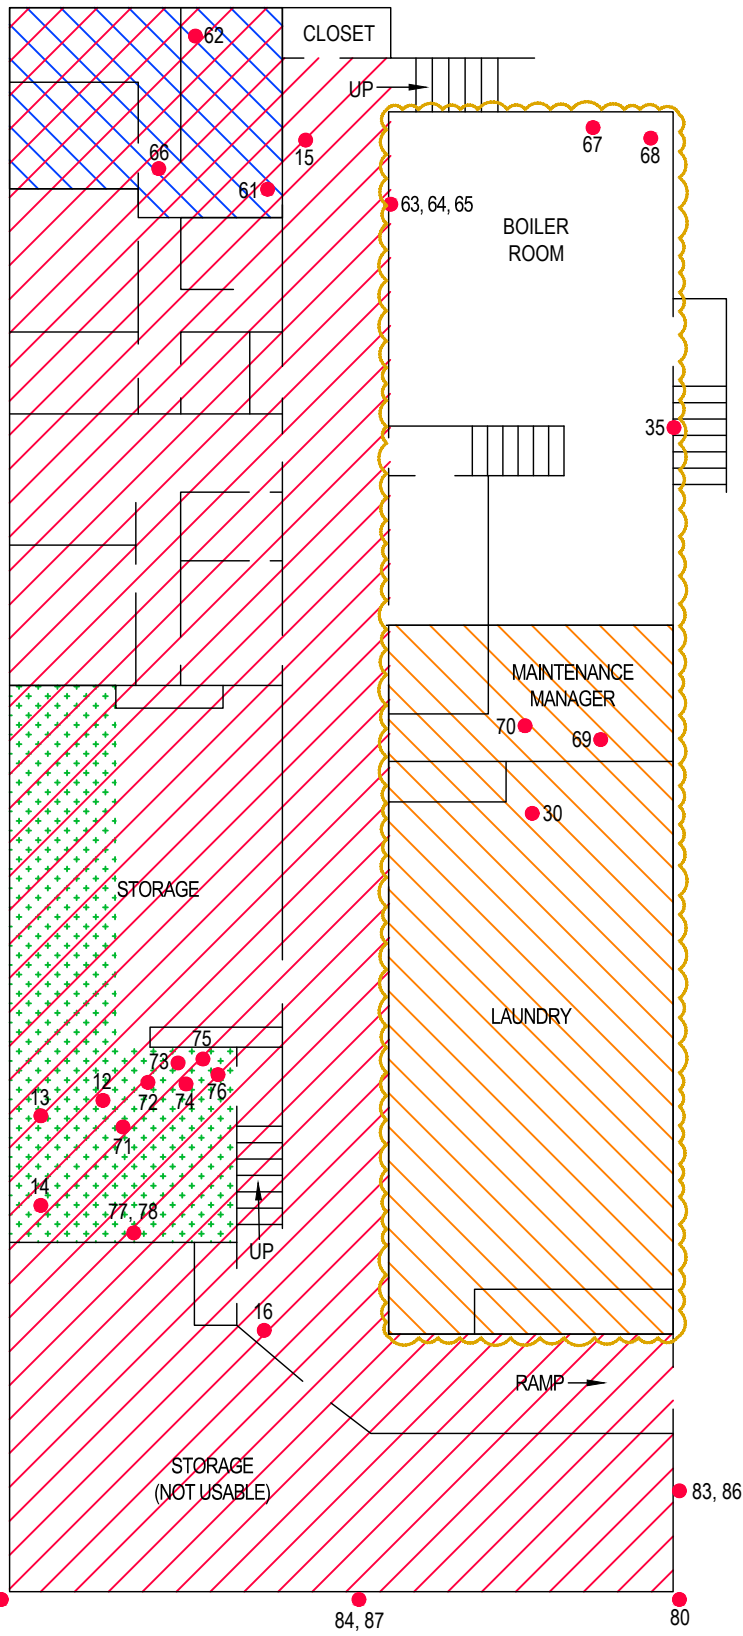 CLOSET
62
UP
67
68
15
66
61
63, 64, 65
BOILER
ROOM
35
MAINTENANCE
MANAGER
70
69
30
STORAGE
LAUNDRY
75
73
76
72
74
12
13
71
14
77, 78
UP
16
RAMP
STORAGE
(NOT USABLE)
83, 86
84, 87
80